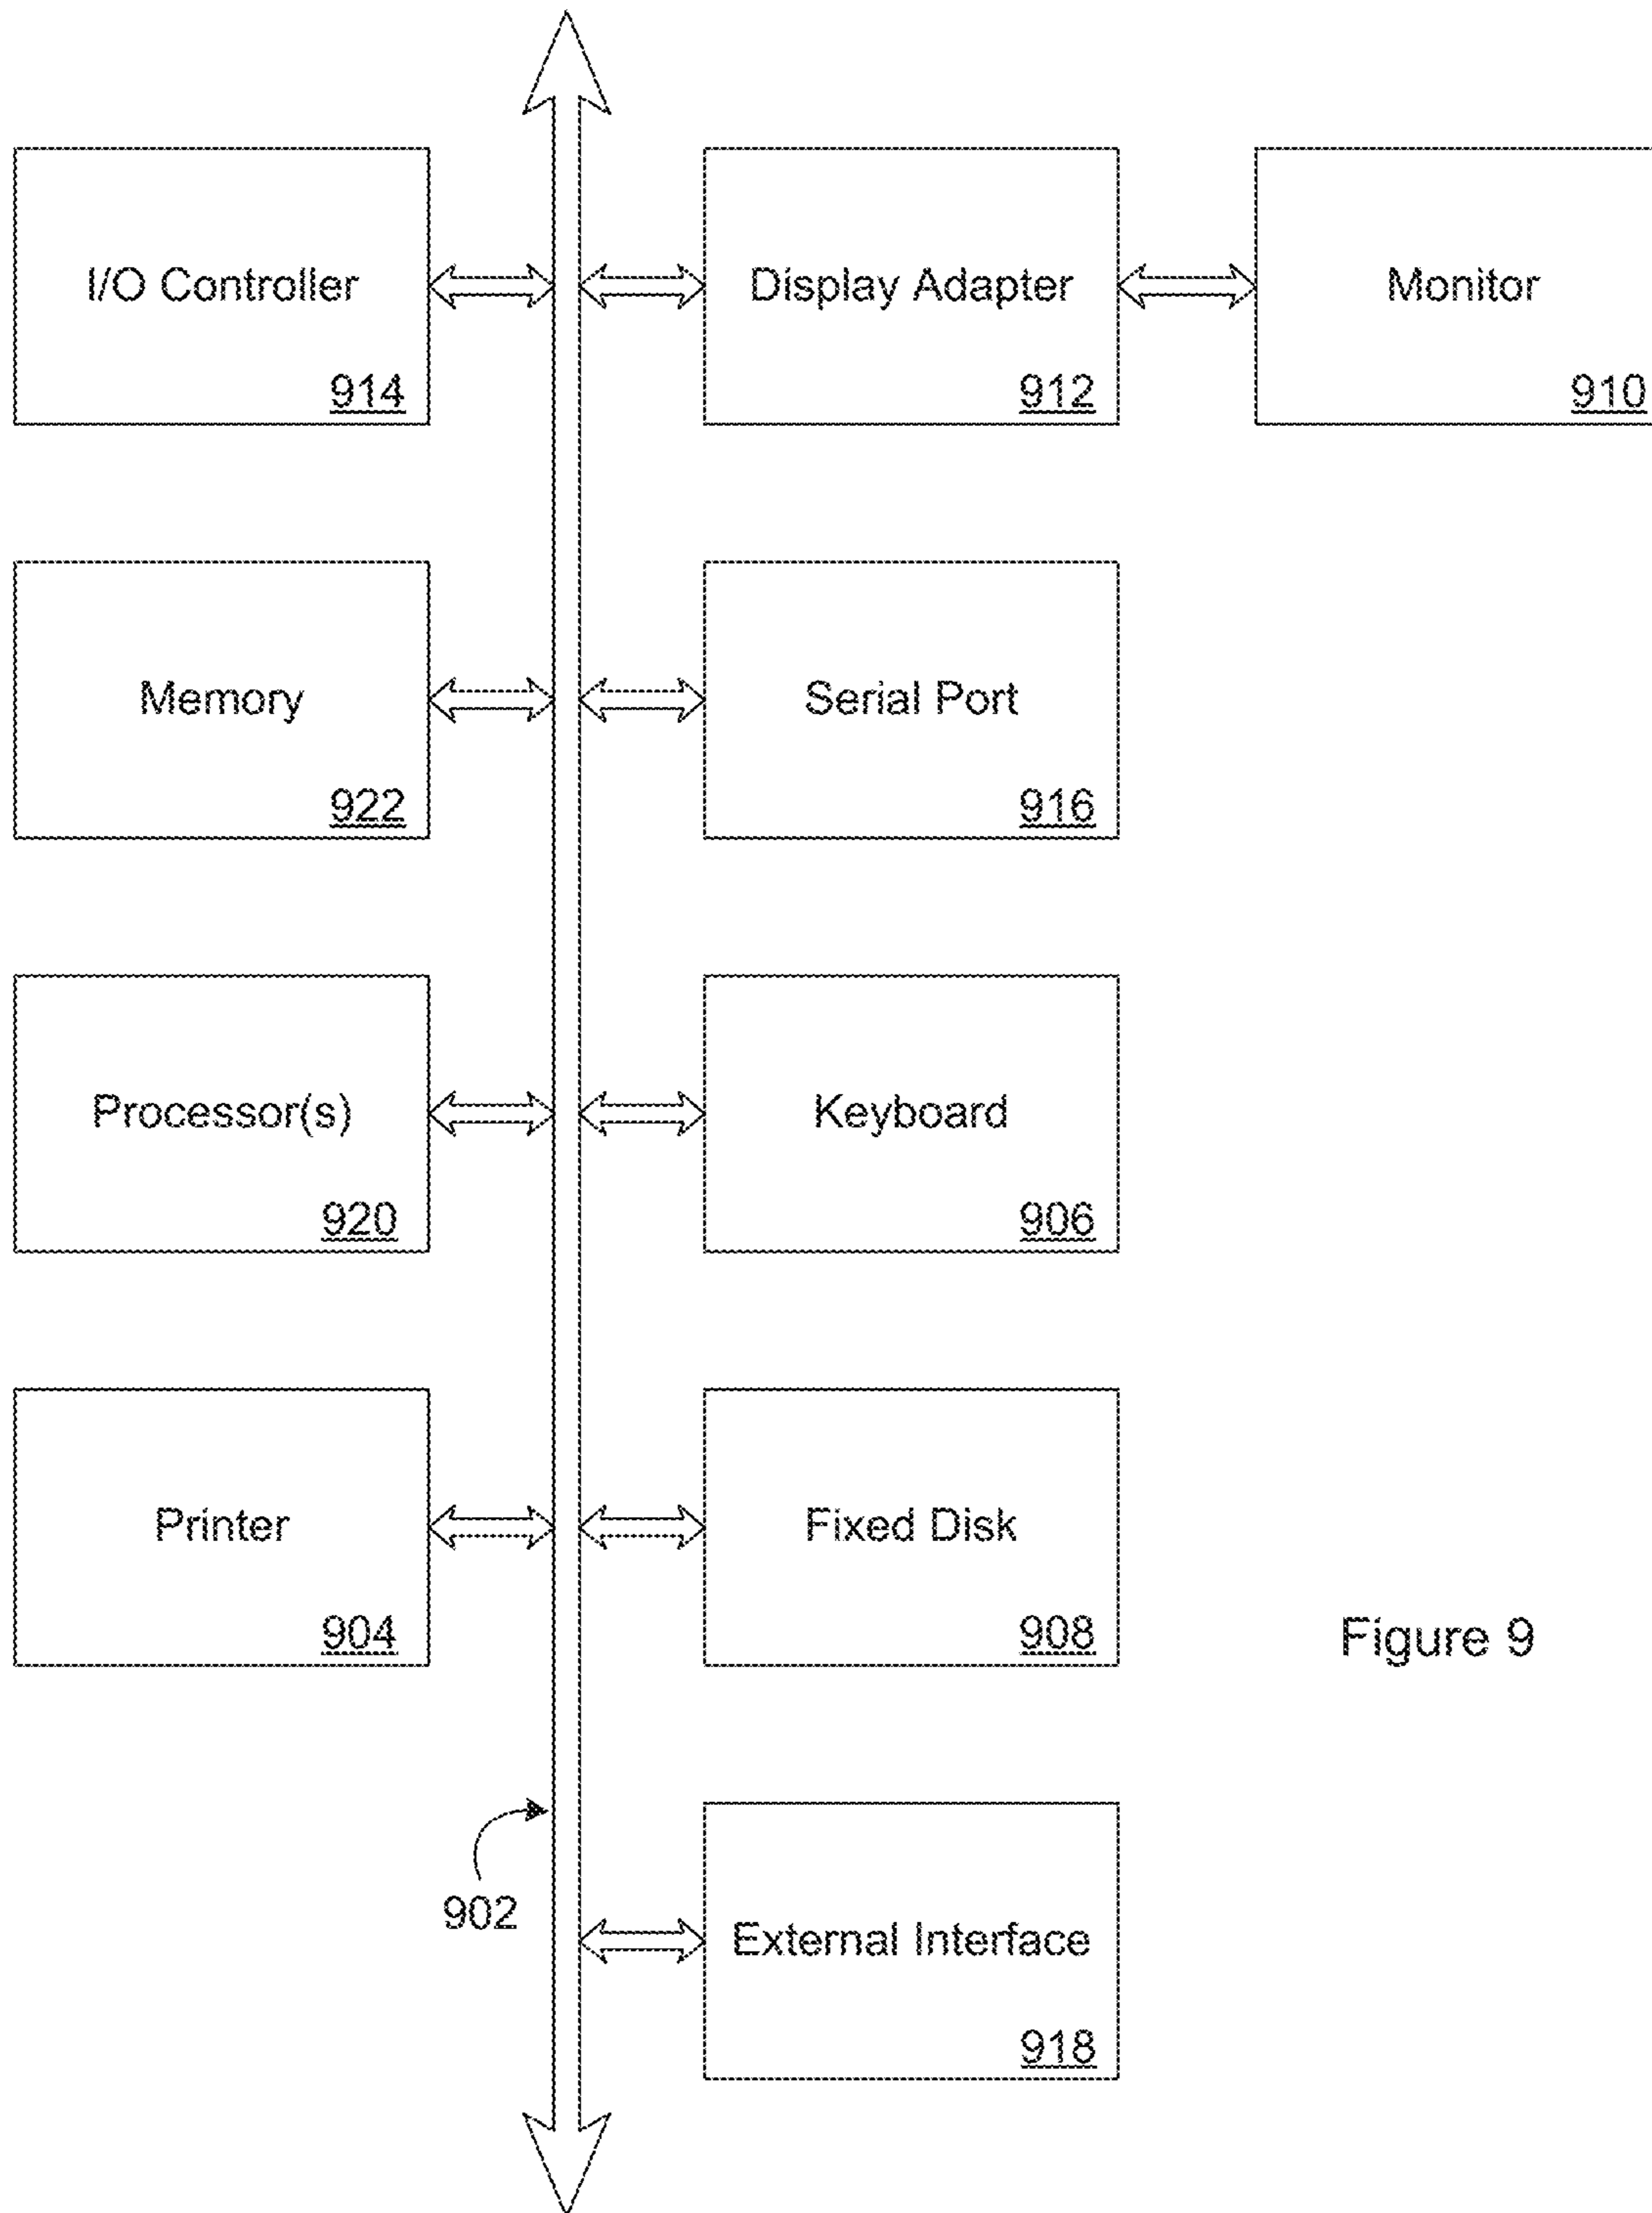 I/O Controller
914
Display Adapter
912
Monitor
910
Memory
922
Serial Port
916
Processor(s)
920
Keyboard
906
Printer
904
Fixed Disk
908
Figure 9
902
External Interface
918